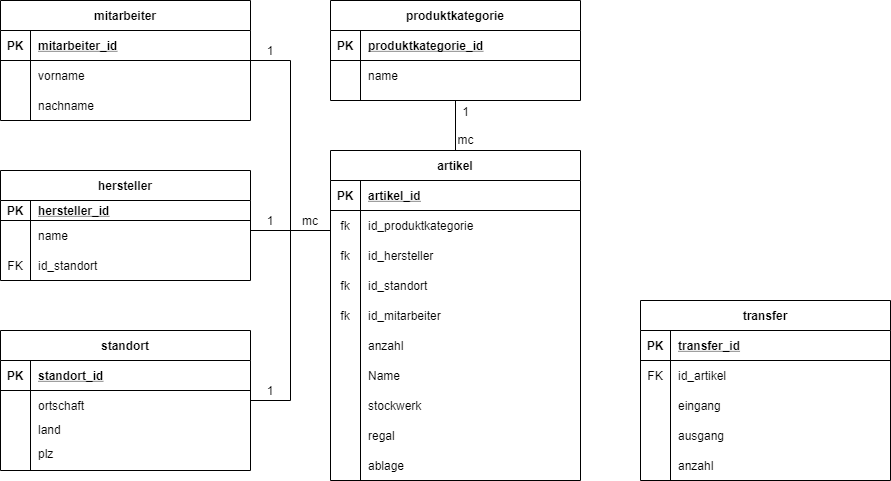 mitarbeiter
PK mitarbeiter_id
vorname
nachname
1
produktkategorie
PK produktkategorie_id
name
1
mc
hersteller
PK hersteller_id
name
FK id_standort
1
mc
standort
PK standort_id
ortschaft
land
plz
1
artikel
PK artikel_id
fk id_produktkategorie
fk id_hersteller
fk id_standort
fk id_mitarbeiter
anzahl
Name
stockwerk
regal
ablage
transfer
PK transfer_id
FK id_artikel
eingang
ausgang
anzahl